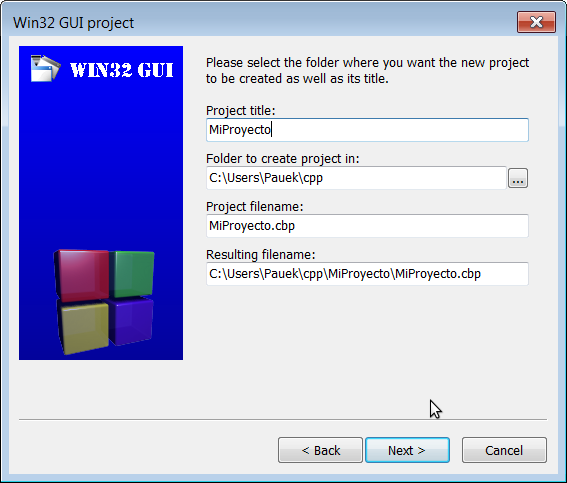 Win32 GUI project
WIN32 GUI
Please select the folder where you want the new project
to be created as well as its title.
Project title:
MiProyecto
Folder to create project in:
C:\Users\Pauek\cpp
...
Project filename:
MiProyecto.cbp
Resulting filename:
C:\Users\Pauek\cpp\MiProyecto\MiProyecto.cbp
< Back
Next >
Cancel